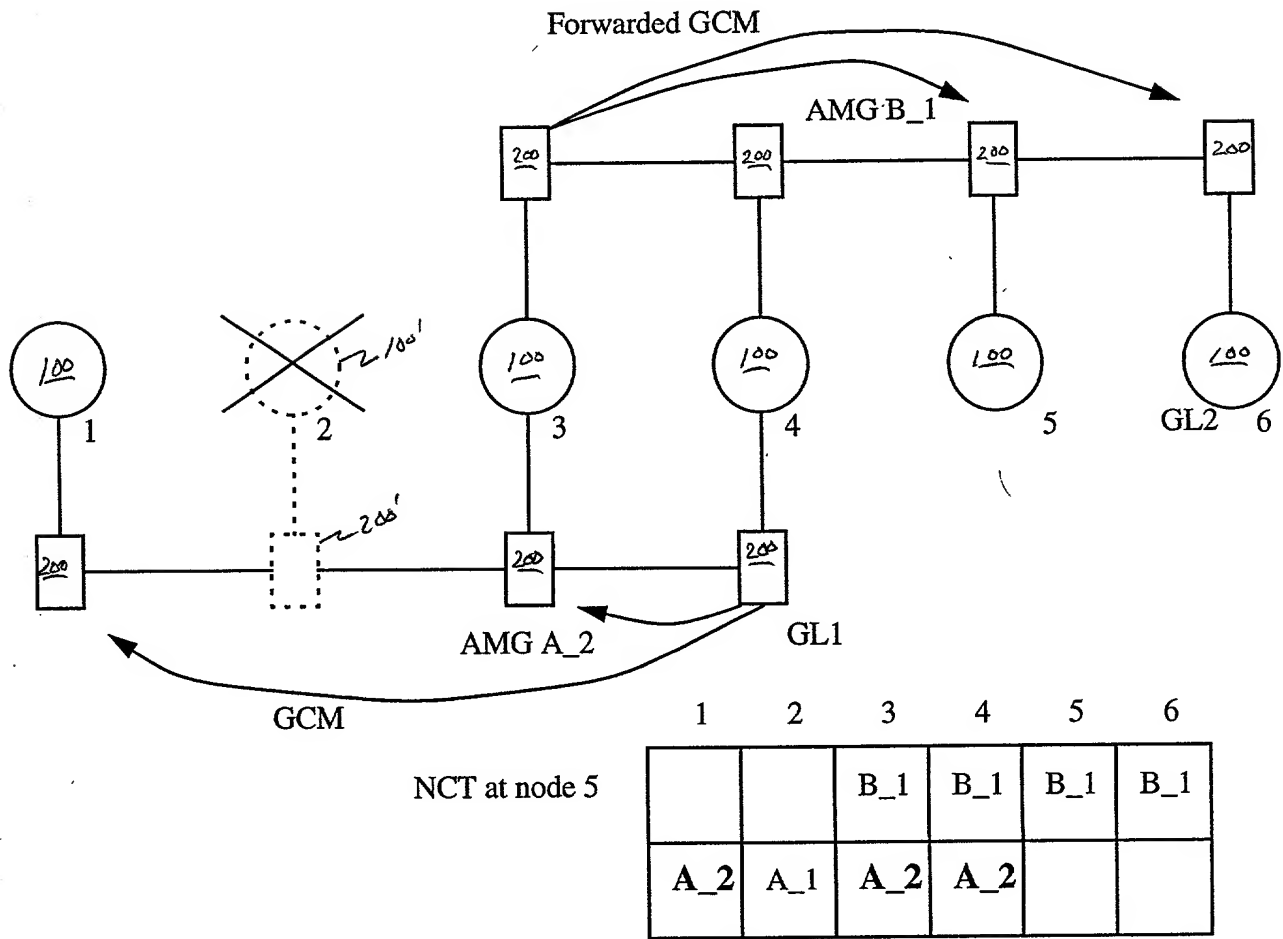 Forwarded GCM
AMG B_1
200 200 200 200
100 100' 100 100 100 100
1 2 3 4 5 GL2 6
200 200' 200 200
AMG A_2 GL1
GCM
1 2 3 4 5 6
NCT at node 5 B_1 B_1 B_1 B_1
A_2 A_1 A_2 A_2